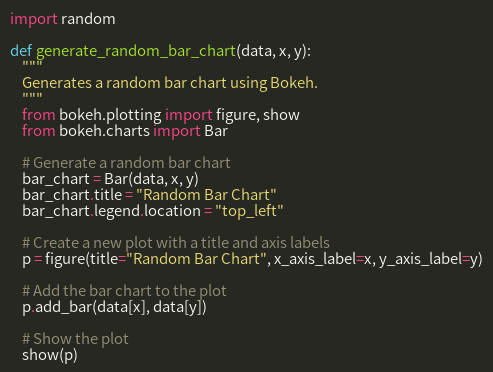 import random
def generate_random_bar_chart(data, x, y):
"""
Generates a random bar chart using Bokeh.
"""
from bokeh.plotting import figure, show
from bokeh.charts import Bar
# Generate a random bar chart
bar_chart = Bar(data, x, y)
bar_chart.title = "Random Bar Chart"
bar_chart.legend.location = "top_left"
# Create a new plot with a title and axis labels
p = figure(title="Random Bar Chart", x_axis_label=x, y_axis_label=y)
# Add the bar chart to the plot
p.add_bar(data[x], data[y])
# Show the plot
show(p)